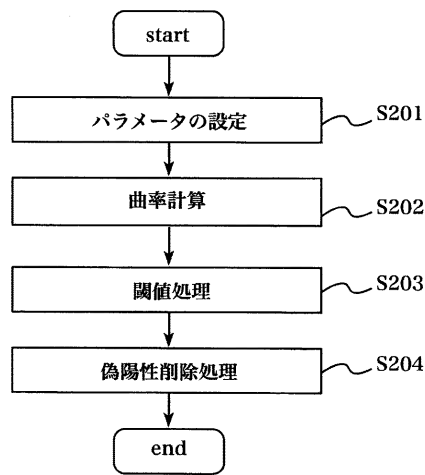 start
パラメータの設定
S201
曲率計算
S202
閾値処理
S203
偽陽性削除処理
S204
end